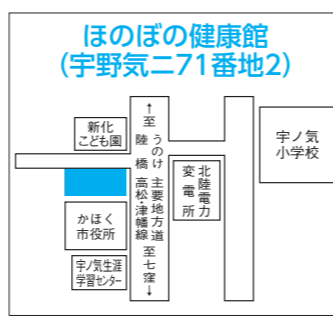 ほのぼの健康館
(宇野気ニ71番地2)
新化
こども園
↑至 うのけ
陸橋
主要地方道
高松・津幡線
至七窪↓
北陸電力
変電所
宇ノ気
小学校
かほく
市役所
宇ノ気生涯
学習センター